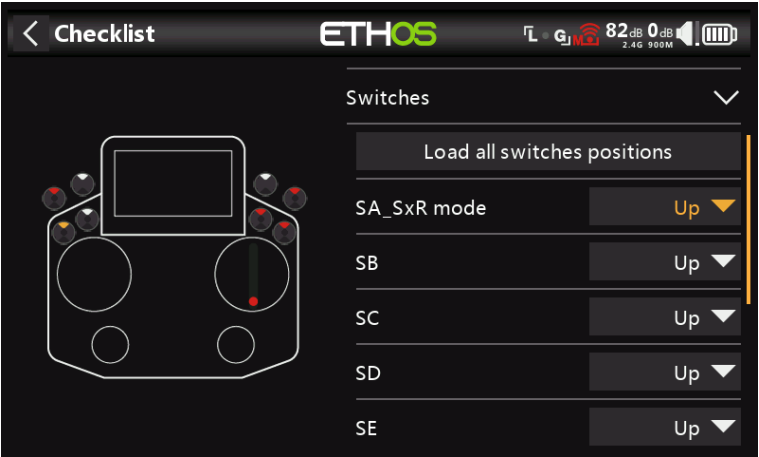 Checklist
ETHOS
L G M 82dB 0dB
2.4G 900M
Switches
Load all switches positions
SA_SxR mode Up
SB Up
SC Up
SD Up
SE Up